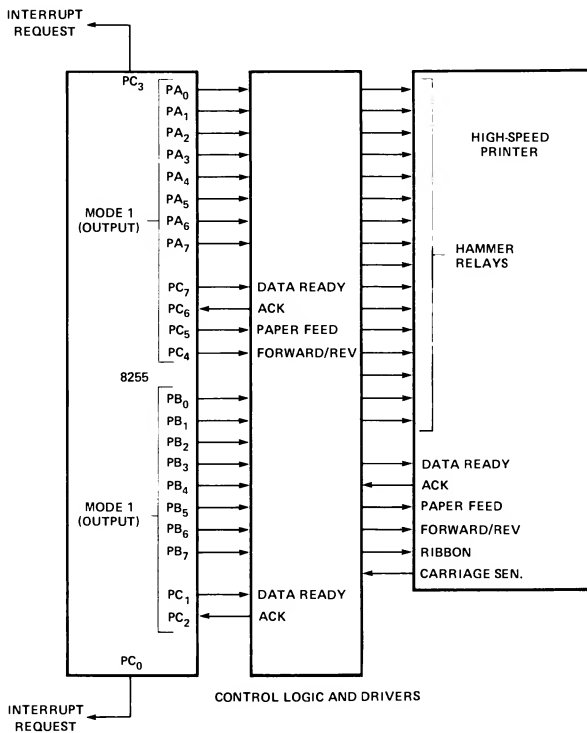 INTERRUPT
REQUEST
PC3
PA0
PA1
PA2
PA3
PA4
PA5
PA6
PA7
MODE 1
(OUTPUT)
PC7
PC6
PC5
PC4
DATA READY
ACK
PAPER FEED
FORWARD/REV
8255
PB0
PB1
PB2
PB3
PB4
PB5
PB6
PB7
MODE 1
(OUTPUT)
PC1
PC2
DATA READY
ACK
PC0
INTERRUPT
REQUEST
CONTROL LOGIC AND DRIVERS
HIGH-SPEED
PRINTER
HAMMER
RELAYS
DATA READY
ACK
PAPER FEED
FORWARD/REV
RIBBON
CARRIAGE SEN.